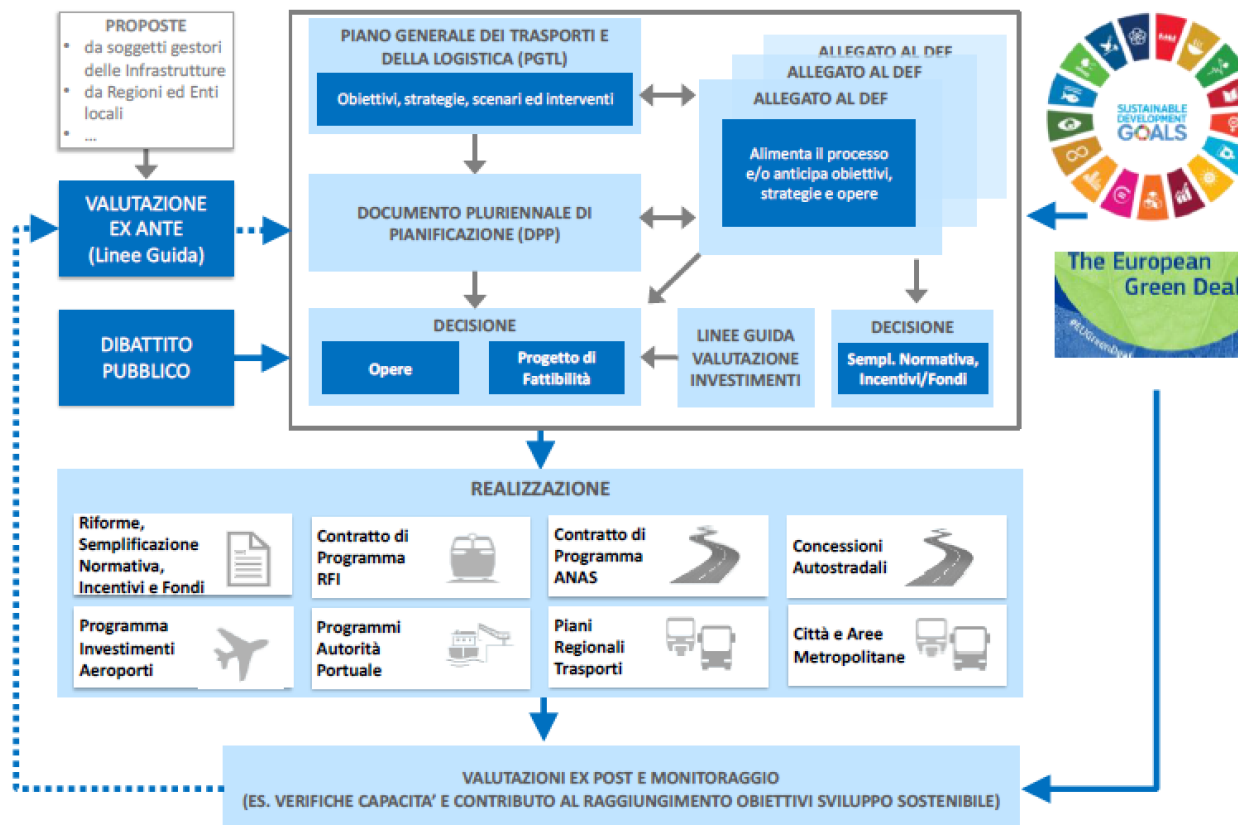 PROPOSTE
• da soggetti gestori
delle Infrastrutture
• da Regioni ed Enti
locali
• ...
VALUTAZIONE
EX ANTE
(Linee Guida)
DIBATTITO
PUBBLICO
PIANO GENERALE DEI TRASPORTI E
DELLA LOGISTICA (PGTL)
Obiettivi, strategie, scenari ed interventi
DOCUMENTO PLURIENNALE DI
PIANIFICAZIONE (DPP)
DECISIONE
Opere
Progetto di
Fattibilità
ALLEGATO AL DEF
ALLEGATO AL DEF
ALLEGATO AL DEF
Alimenta il processo
e/o anticipa obiettivi,
strategie e opere
LINEE GUIDA
VALUTAZIONE
INVESTIMENTI
DECISIONE
Sempl. Normativa,
Incentivi/Fondi
SUSTAINABLE
DEVELOPMENT
GOALS
The European
Green Deal
#EUGreenDeal
REALIZZAZIONE
Riforme,
Semplificazione
Normativa,
Incentivi e Fondi
Contratto di
Programma
RFI
Contratto di
Programma
ANAS
Concessioni
Autostradali
Programma
Investimenti
Aeroporti
Programmi
Autorità
Portuale
Piani
Regionali
Trasporti
Città e Aree
Metropolitane
VALUTAZIONI EX POST E MONITORAGGIO
(ES. VERIFICHE CAPACITA' E CONTRIBUTO AL RAGGIUNGIMENTO OBIETTIVI SVILUPPO SOSTENIBILE)